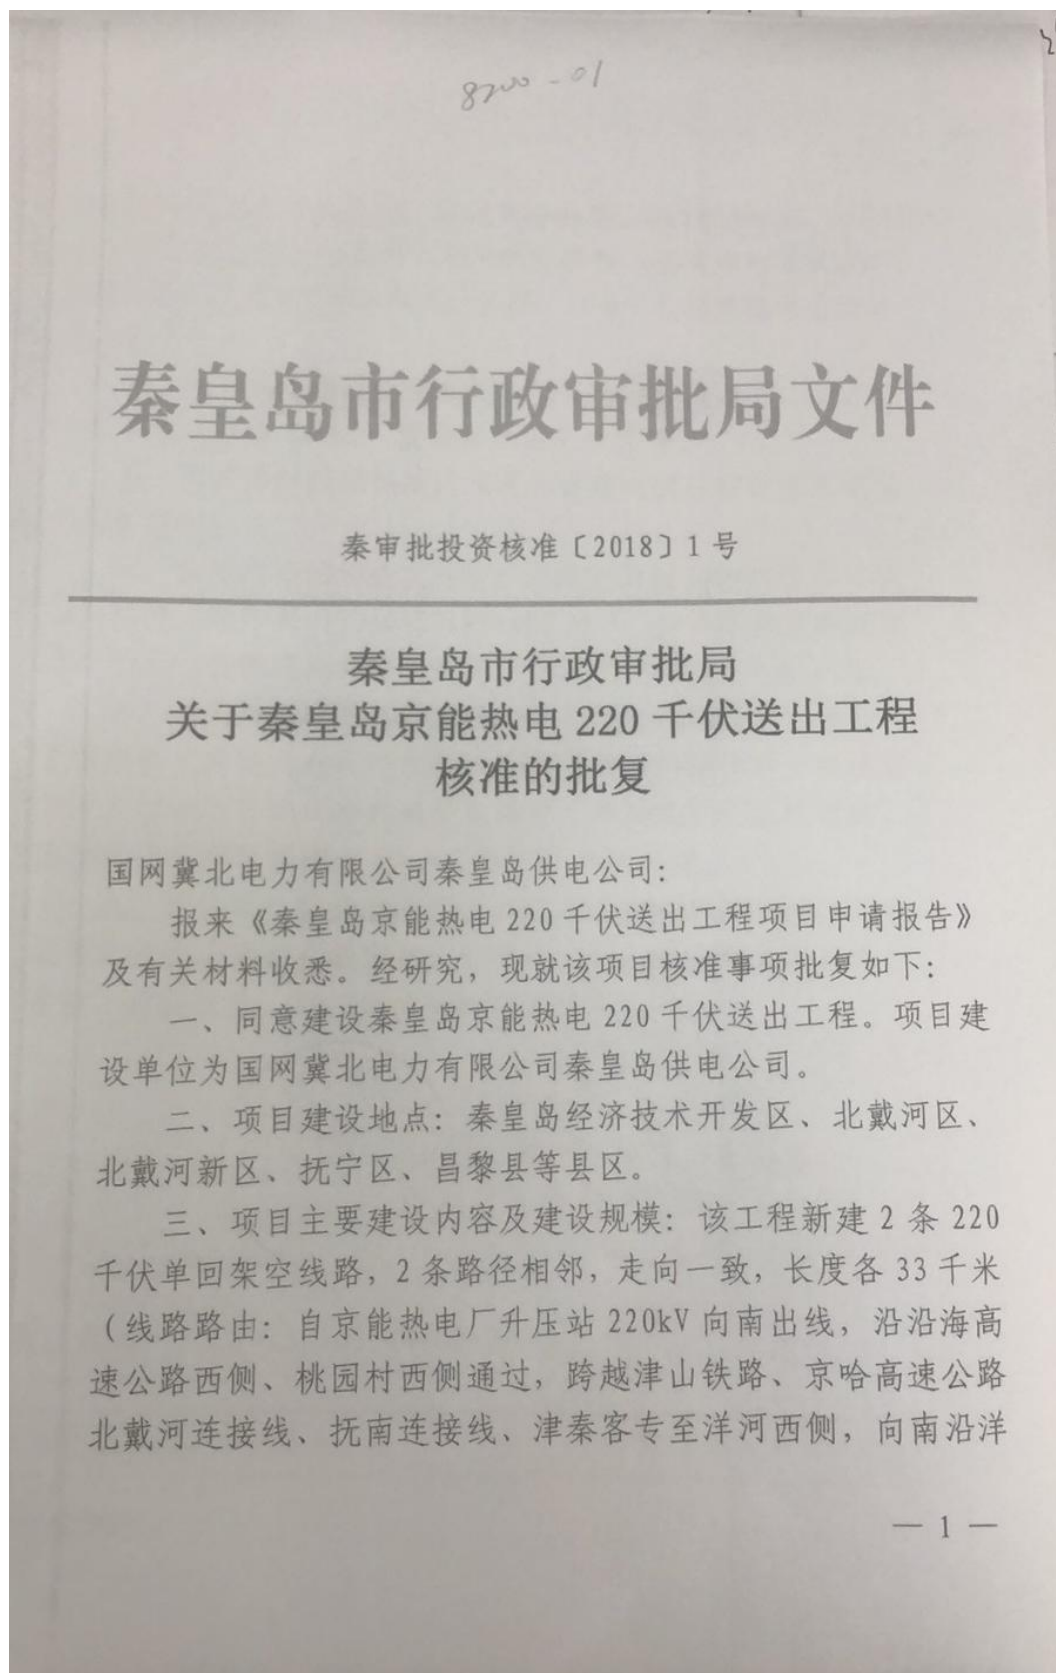 秦皇岛市行政审批局文件
秦审批投资核准〔2018〕1号
秦皇岛市行政审批局
关于秦皇岛京能热电220千伏送出工程
核准的批复
国网冀北电力有限公司秦皇岛供电公司：
报来《秦皇岛京能热电220千伏送出工程项目申请报告》
及有关材料收悉。经研究，现就该项目核准事项批复如下：
一、同意建设秦皇岛京能热电220千伏送出工程。项目建
设单位为国网冀北电力有限公司秦皇岛供电公司。
二、项目建设地点：秦皇岛经济技术开发区、北戴河区、
北戴河新区、抚宁区、昌黎县等县区。
三、项目主要建设内容及建设规模：该工程新建2条220
千伏单回架空线路，2条路径相邻，走向一致，长度各33千米
（线路路由：自京能热电厂升压站220kV向南出线，沿沿海高
速公路西侧、桃园村西侧通过，跨越津山铁路、京哈高速公路
北戴河连接线、抚南连接线、津秦客专至洋河西侧，向南沿洋
— 1 —